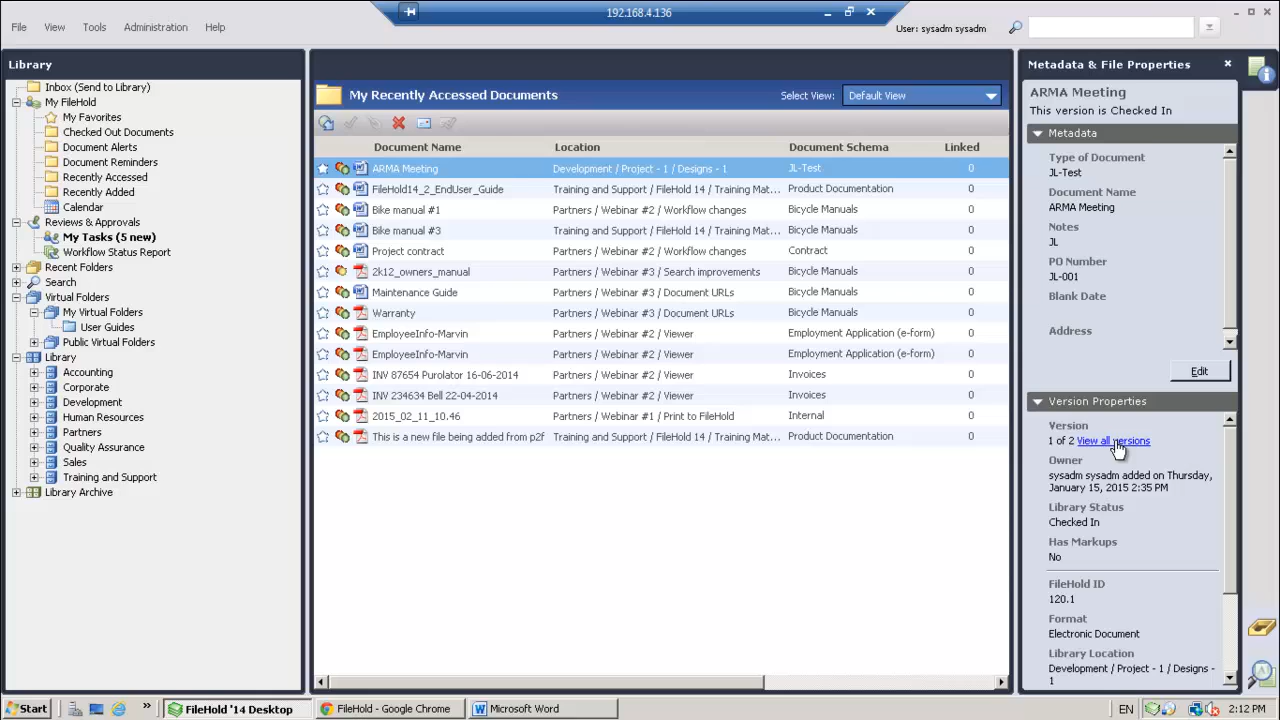 192.168.4.136
File View Tools Administration Help
User: sysadm sysadm
Library
Inbox (Send to Library)
My FileHold
My Favorites
Checked Out Documents
Document Alerts
Document Reminders
Recently Accessed
Recently Added
Calendar
Reviews & Approvals
My Tasks (5 new)
Workflow Status Report
Recent Folders
Search
Virtual Folders
My Virtual Folders
User Guides
Public Virtual Folders
Library
Accounting
Corporate
Development
Human Resources
Partners
Quality Assurance
Sales
Training and Support
Library Archive
My Recently Accessed Documents
Select View: Default View
Document Name Location Document Schema Linked
ARMA Meeting Development / Project - 1 / Designs - 1 JL-Test 0
FileHold14_2_EndUser_Guide Training and Support / FileHold 14 / Training Mat... Product Documentation 0
Bike manual #1 Partners / Webinar #2 / Workflow changes Bicycle Manuals 0
Bike manual #3 Training and Support / FileHold 14 / Training Mat... Bicycle Manuals 0
Project contract Partners / Webinar #2 / Workflow changes Contract 0
2k12_owners_manual Partners / Webinar #3 / Search improvements Bicycle Manuals 0
Maintenance Guide Partners / Webinar #3 / Document URLs Bicycle Manuals 0
Warranty Partners / Webinar #3 / Document URLs Bicycle Manuals 0
EmployeeInfo-Marvin Partners / Webinar #2 / Viewer Employment Application (e-form) 0
EmployeeInfo-Marvin Partners / Webinar #2 / Viewer Employment Application (e-form) 0
INV 87654 Purolator 16-06-2014 Partners / Webinar #2 / Viewer Invoices 0
INV 234634 Bell 22-04-2014 Partners / Webinar #2 / Viewer Invoices 0
2015_02_11_10.46 Partners / Webinar #1 / Print to FileHold Internal 0
This is a new file being added from p2f Training and Support / FileHold 14 / Training Mat... Product Documentation 0
Metadata & File Properties
ARMA Meeting
This version is Checked In
Metadata
Type of Document
JL-Test
Document Name
ARMA Meeting
Notes
JL
PO Number
JL-001
Blank Date
Address
Edit
Version Properties
Version
1 of 2 View all versions
Owner
sysadm sysadm added on Thursday,
January 15, 2015 2:35 PM
Library Status
Checked In
Has Markups
No
FileHold ID
120.1
Format
Electronic Document
Library Location
Development / Project - 1 / Designs -
1
Start FileHold '14 Desktop FileHold - Google Chrome Microsoft Word EN 2:12 PM